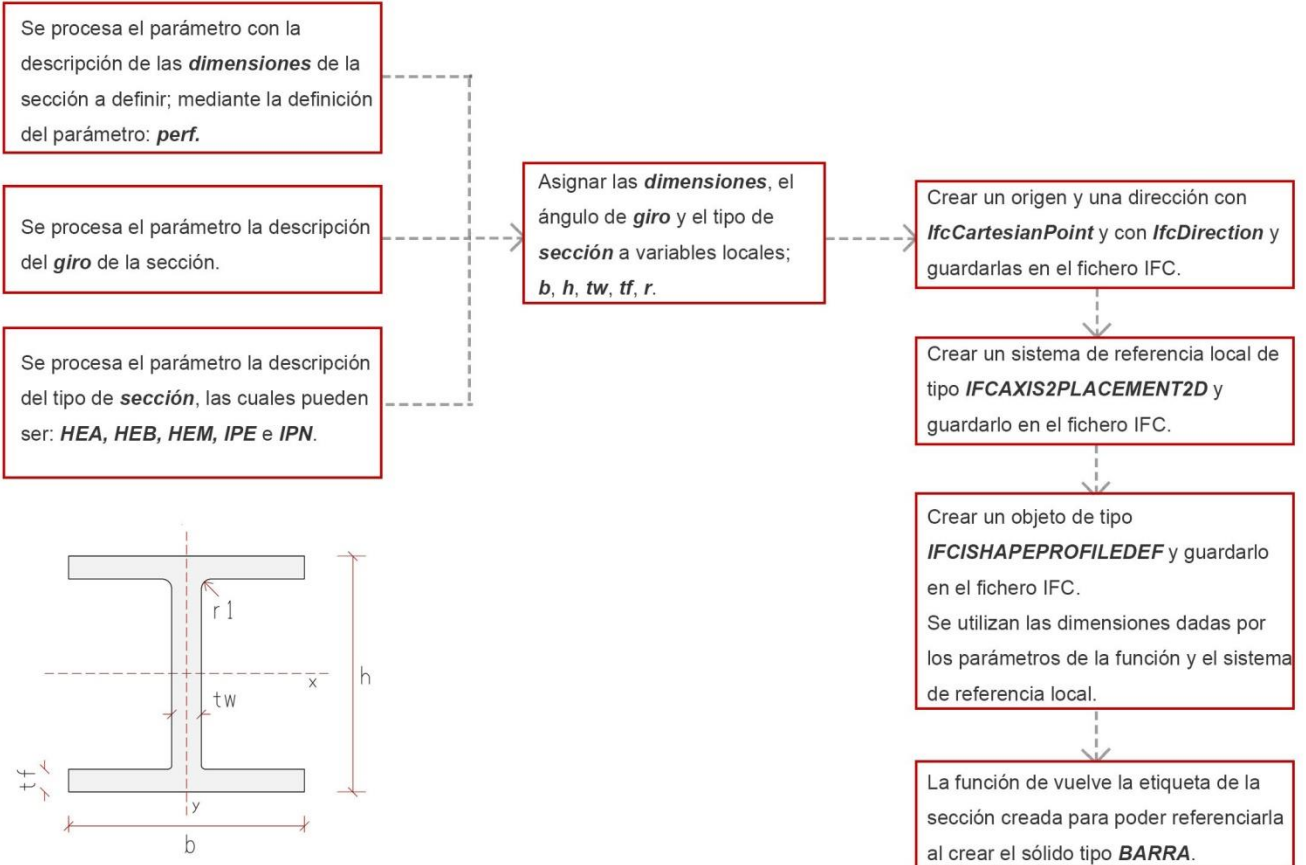 Se procesa el parámetro con la
descripción de las dimensiones de la
sección a definir; mediante la definición
del parámetro: perf.
Se procesa el parámetro la descripción
del giro de la sección.
Se procesa el parámetro la descripción
del tipo de sección, las cuales pueden
ser: HEA, HEB, HEM, IPE e IPN.
Asignar las dimensiones, el
ángulo de giro y el tipo de
sección a variables locales;
b, h, tw, tf, r.
Crear un origen y una dirección con
IfcCartesianPoint y con IfcDirection y
guardarlas en el fichero IFC.
Crear un sistema de referencia local de
tipo IFCAXIS2PLACEMENT2D y
guardarlo en el fichero IFC.
Crear un objeto de tipo
IFCISHAPEPROFILEDEF y guardarlo
en el fichero IFC.
Se utilizan las dimensiones dadas por
los parámetros de la función y el sistema
de referencia local.
La función de vuelve la etiqueta de la
sección creada para poder referenciarla
al crear el sólido tipo BARRA.
r1
x
h
tw
tf
y
b